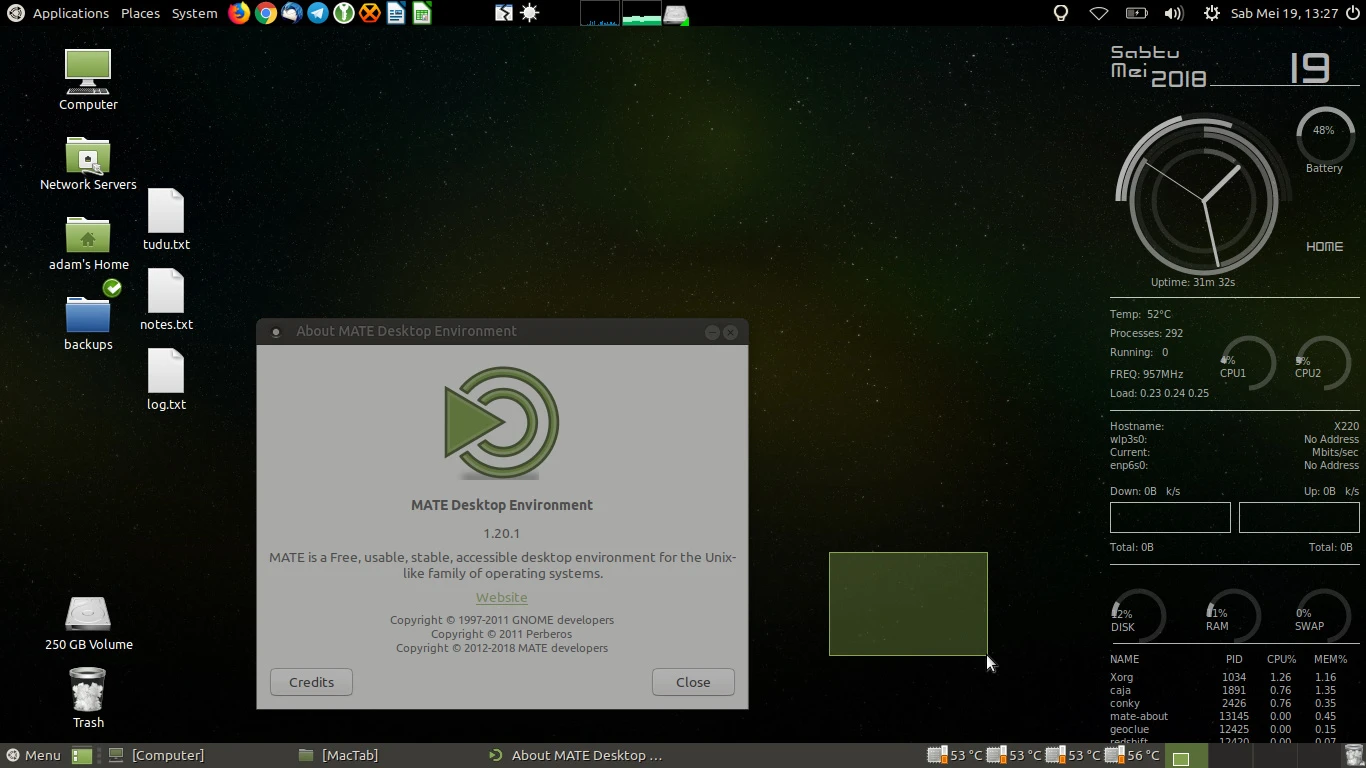 Applications Places System
Sab Mei 19, 13:27
Computer
Network Servers
tudu.txt
adam's Home
notes.txt
backups
log.txt
250 GB Volume
Trash
About MATE Desktop Environment
MATE Desktop Environment
1.20.1
MATE is a Free, usable, stable, accessible desktop environment for the Unix-
like family of operating systems.
Website
Copyright © 1997-2011 GNOME developers
Copyright © 2011 Perberos
Copyright © 2012-2018 MATE developers
Credits
Close
Sabtu
Mei 2018
19
48%
Battery
HOME
Uptime: 31m 32s
Temp: 52°C
Processes: 292
Running: 0
FREQ: 957MHz
Load: 0.23 0.24 0.25
4%
CPU1
CPU2
Hostname: X220
wlp3s0: No Address
Current: Mbits/sec
enp6s0: No Address
Down: 0B k/s Up: 0B k/s
Total: 0B Total: 0B
12%
DISK
RAM
0%
SWAP
NAME PID CPU% MEM%
Xorg 1034 1.26 1.16
caja 1891 0.76 1.35
conky 2426 0.76 0.35
mate-about 13145 0.00 0.45
geoclue 12425 0.00 0.15
redshift 12420 0.00 0.07
Menu [Computer] [MacTab] About MATE Desktop ... 53 °C 53 °C 53 °C 56 °C